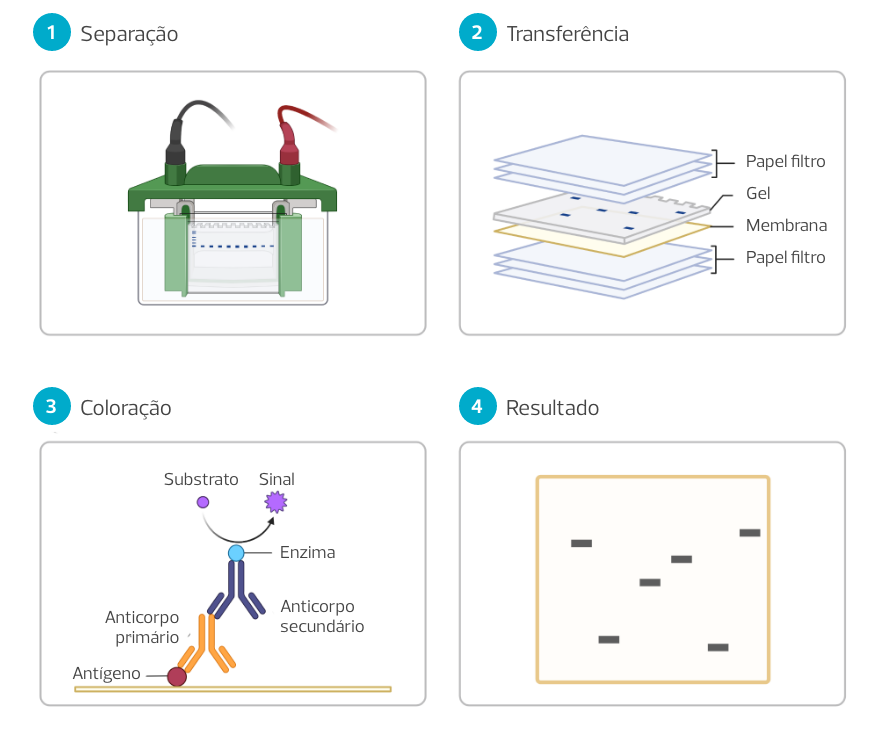 1 Separação
2 Transferência
Papel filtro
Gel
Membrana
Papel filtro
3 Coloração
Substrato
Sinal
Enzima
Anticorpo
primário
Anticorpo
secundário
Antígeno
4 Resultado